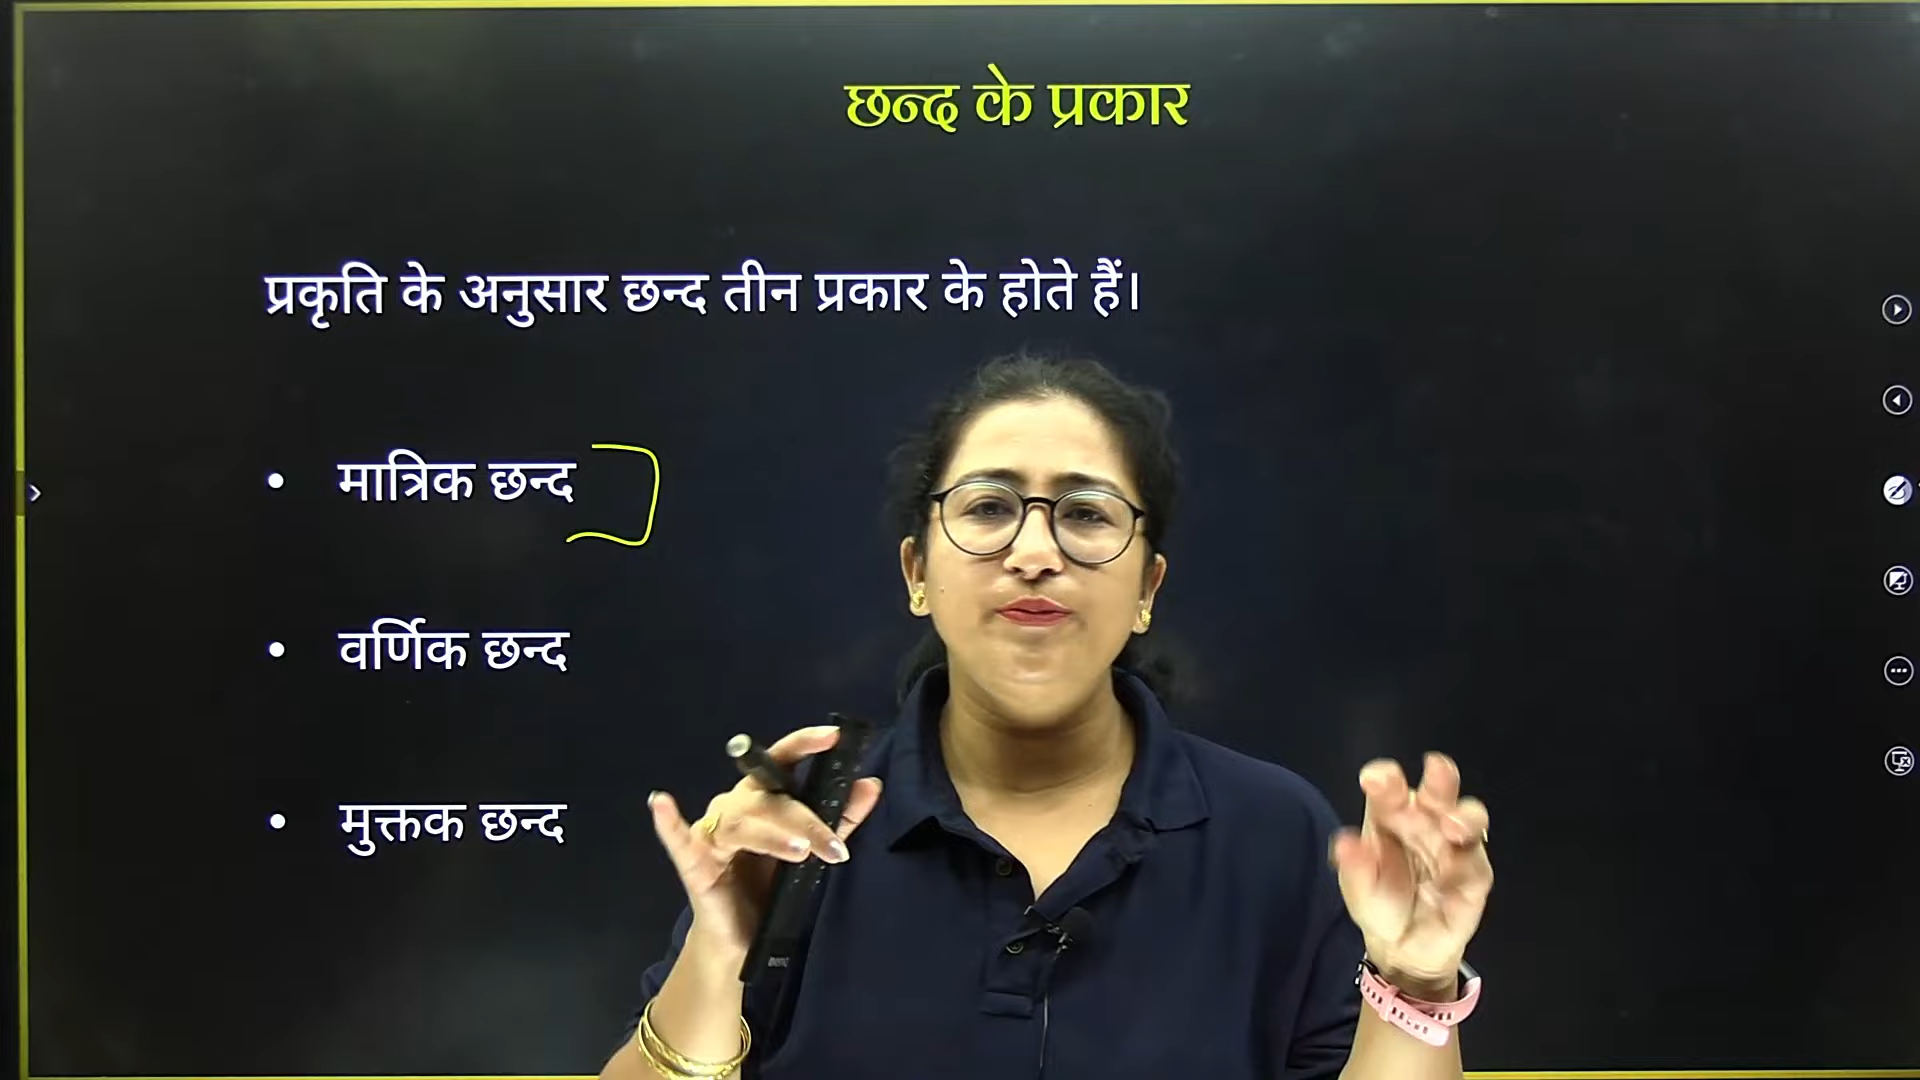 छन्द के प्रकार
प्रकृति के अनुसार छन्द तीन प्रकार के होते हैं।
• मात्रिक छन्द
• वर्णिक छन्द
• मुक्तक छन्द